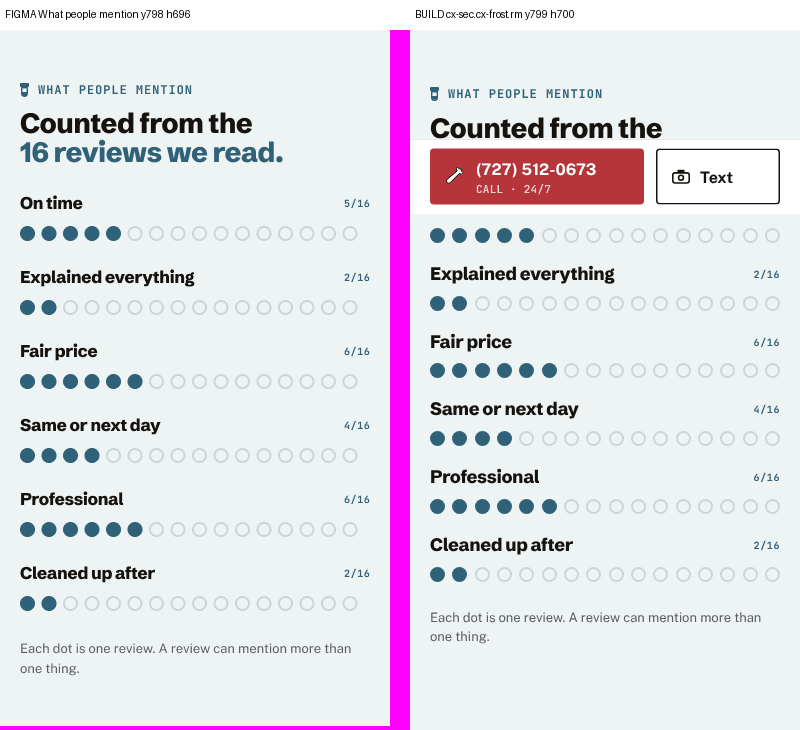 FIGMA What people mention y798 h696
WHAT PEOPLE MENTION
Counted from the
16 reviews we read.
On time
5/16
Explained everything
2/16
Fair price
6/16
Same or next day
4/16
Professional
6/16
Cleaned up after
2/16
Each dot is one review. A review can mention more than
one thing.
BUILD cx-sec.cx-frost.rm y799 h700
WHAT PEOPLE MENTION
Counted from the
(727) 512-0673
CALL · 24/7
Text
Explained everything
2/16
Fair price
6/16
Same or next day
4/16
Professional
6/16
Cleaned up after
2/16
Each dot is one review. A review can mention more than
one thing.